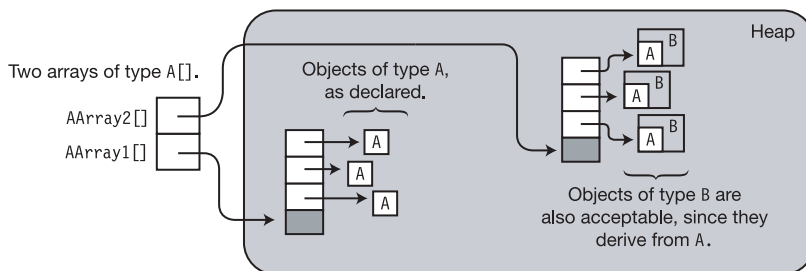 Heap
Two arrays of type A[].
AArray2[]
AArray1[]
Objects of type A,
as declared.
A
A
A
A B
A B
A B
Objects of type B are
also acceptable, since they
derive from A.